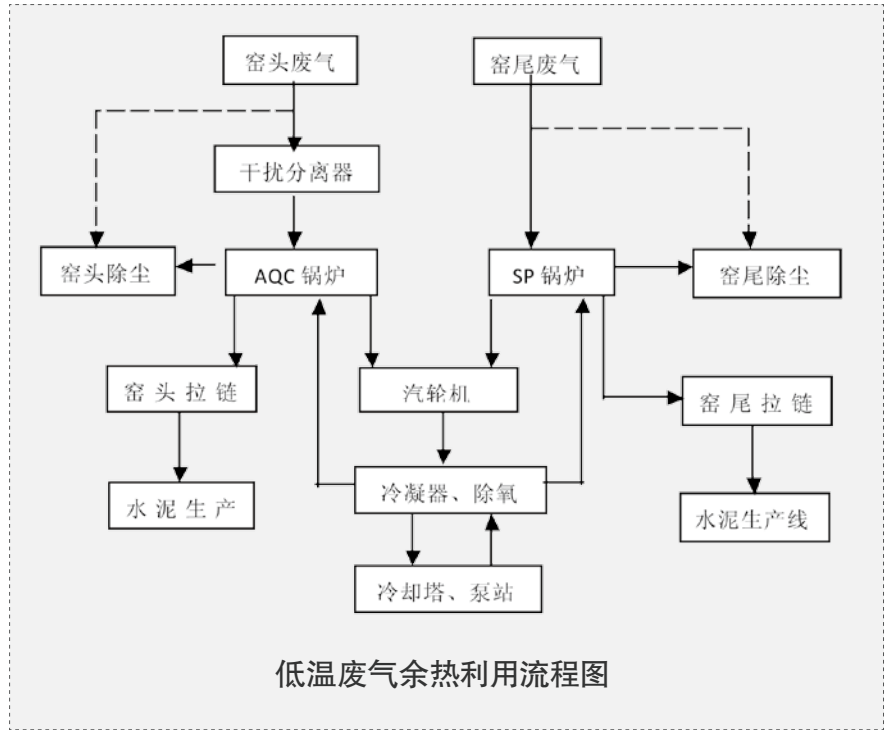 窑头废气
窑尾废气
干扰分离器
窑头除尘
AQC 锅炉
SP 锅炉
窑尾除尘
窑头拉链
汽轮机
窑尾拉链
水泥生产
冷凝器、除氧
水泥生产线
冷却塔、泵站
低温废气余热利用流程图